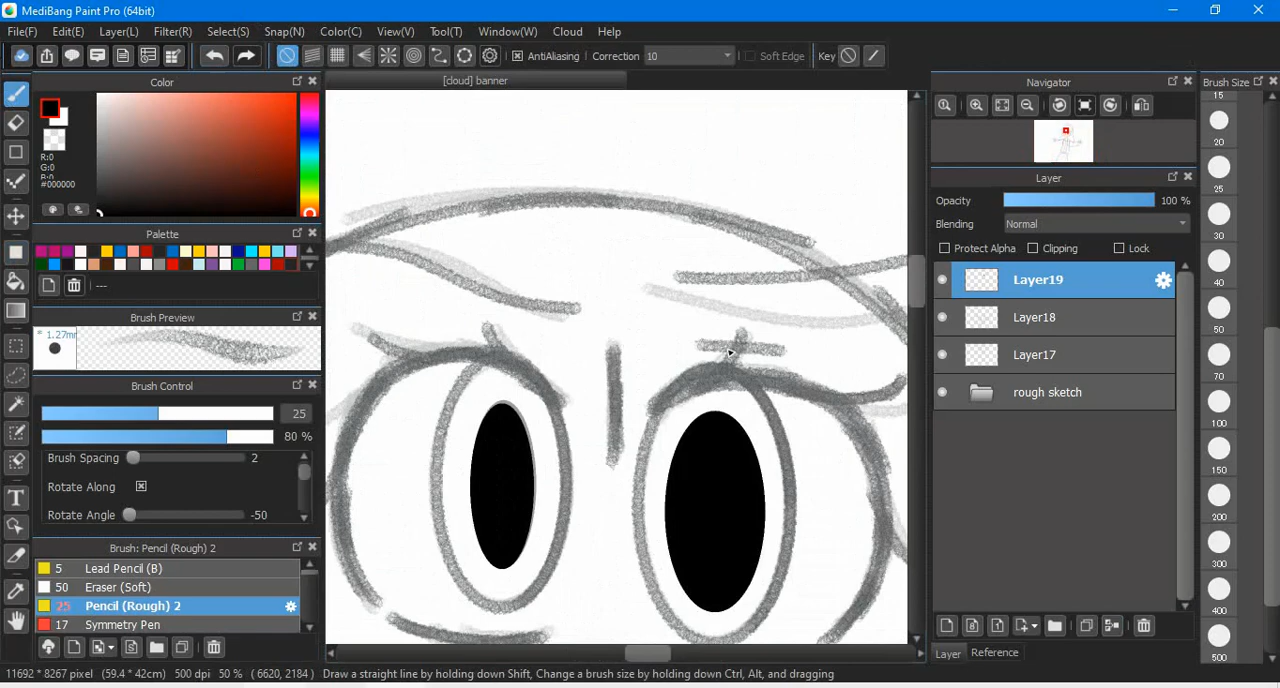 MediBang Paint Pro (64bit)
File(F) Edit(E) Layer(L) Filter(R) Select(S) Snap(N) Color(C) View(V) Tool(T) Window(W) Cloud Help
AntiAliasing Correction 10 Soft Edge Key
Color
[cloud] banner
Navigator
Brush Size
R:0
G:0
B:0
#000000
Palette
---
Brush Preview
* 1.27mm
Brush Control
25
80 %
Brush Spacing 2
Rotate Along
Rotate Angle -50
Brush: Pencil (Rough) 2
5 Lead Pencil (B)
50 Eraser (Soft)
25 Pencil (Rough) 2
17 Symmetry Pen
Layer
Opacity 100 %
Blending Normal
Protect Alpha Clipping Lock
Layer19
Layer18
Layer17
rough sketch
Layer Reference
15
20
25
30
40
50
70
100
150
200
300
400
500
11692 * 8267 pixel (59.4 * 42cm) 500 dpi 50 % ( 6620, 2184 ) Draw a straight line by holding down Shift, Change a brush size by holding down Ctrl, Alt, and dragging